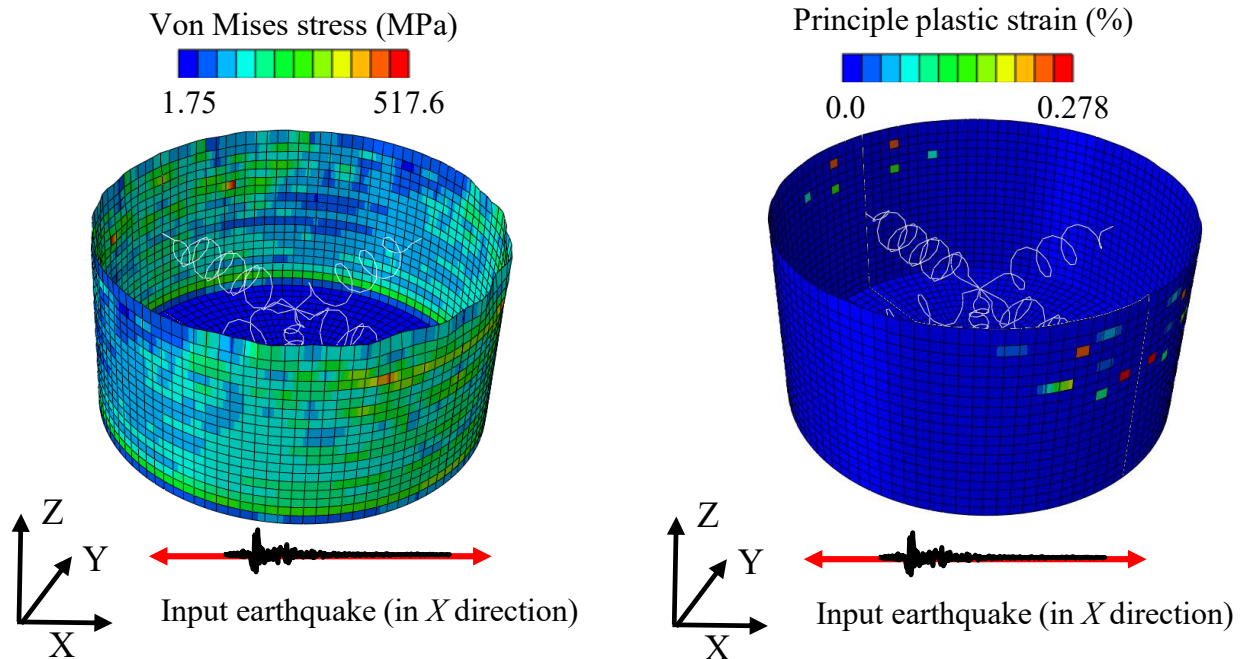 Von Mises stress (MPa)
1.75 517.6
Z
Y
X
Input earthquake (in X direction)
Principle plastic strain (%)
0.0 0.278
Z
Y
X
Input earthquake (in X direction)